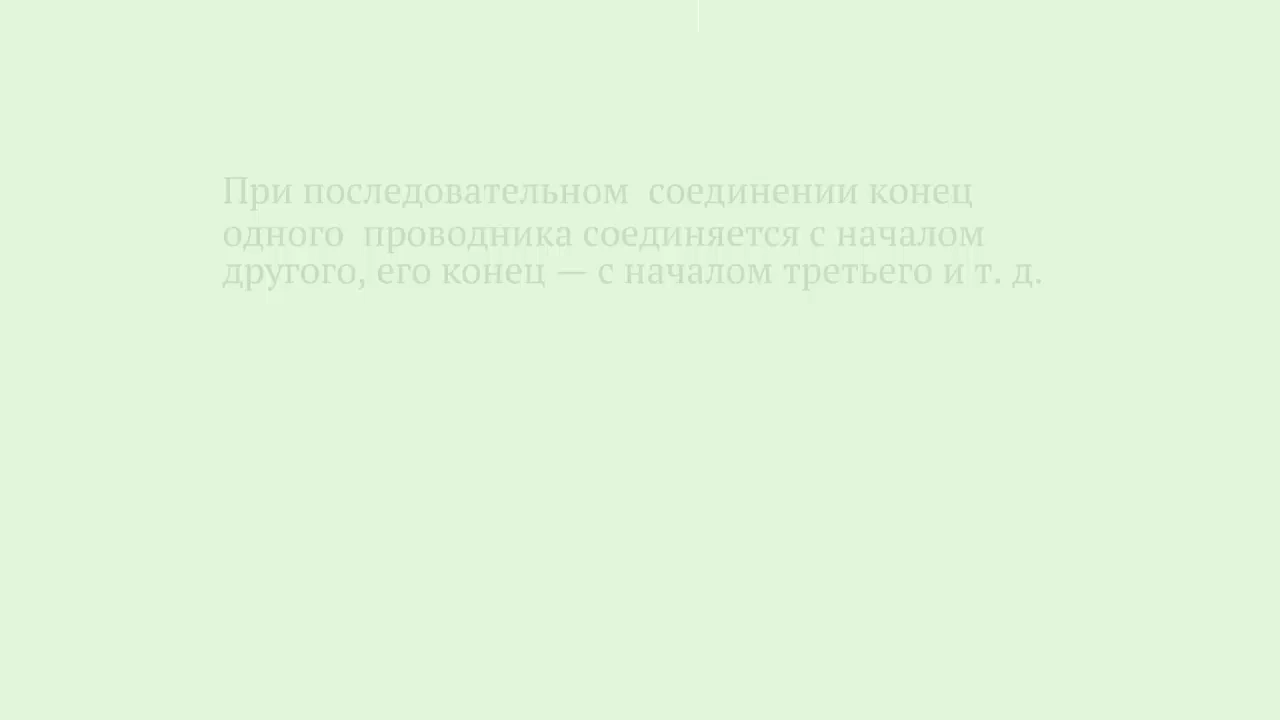 При последовательном соединении конец
одного проводника соединяется с началом
другого, его конец — с началом третьего и т. д.